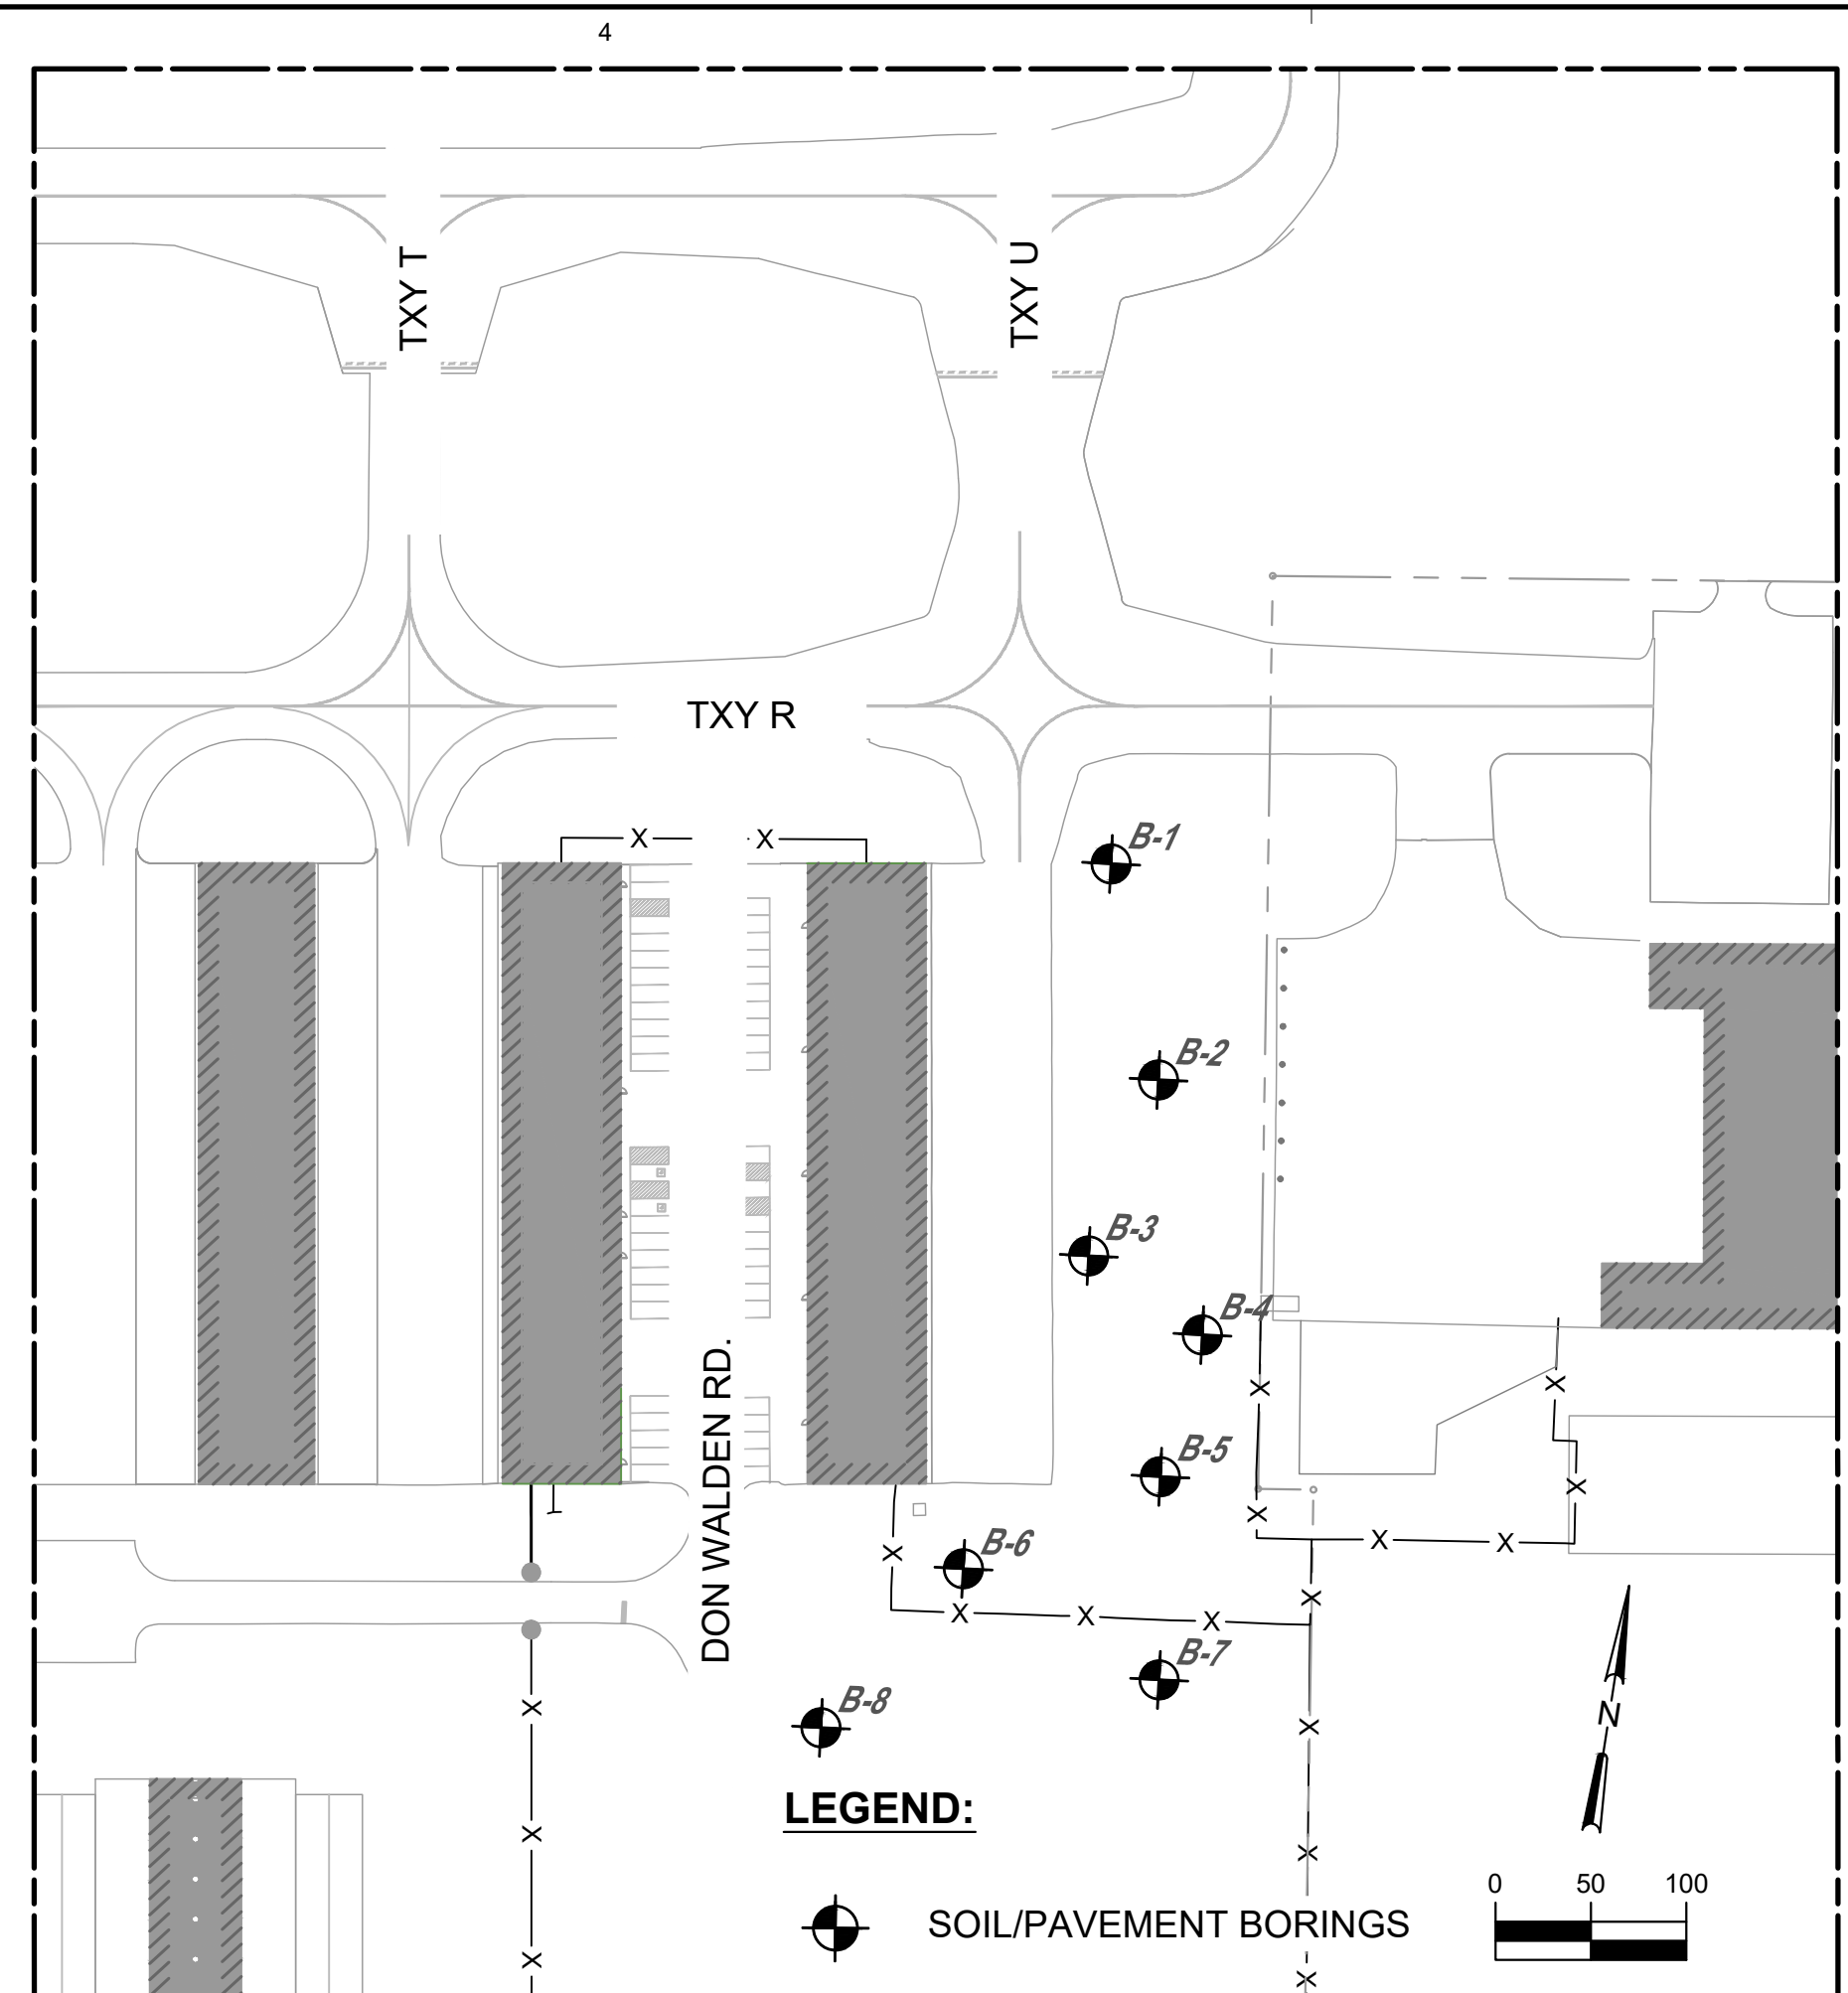 4
TXY T
TXY U
TXY R
X X
B-1
B-2
B-3
B-4
X
X
B-5
X
X
X X
B-6
X
X
X X X
B-7
DON WALDEN RD.
B-8
X
X
N
LEGEND:
X
X
0 50 100
SOIL/PAVEMENT BORINGS
X
X